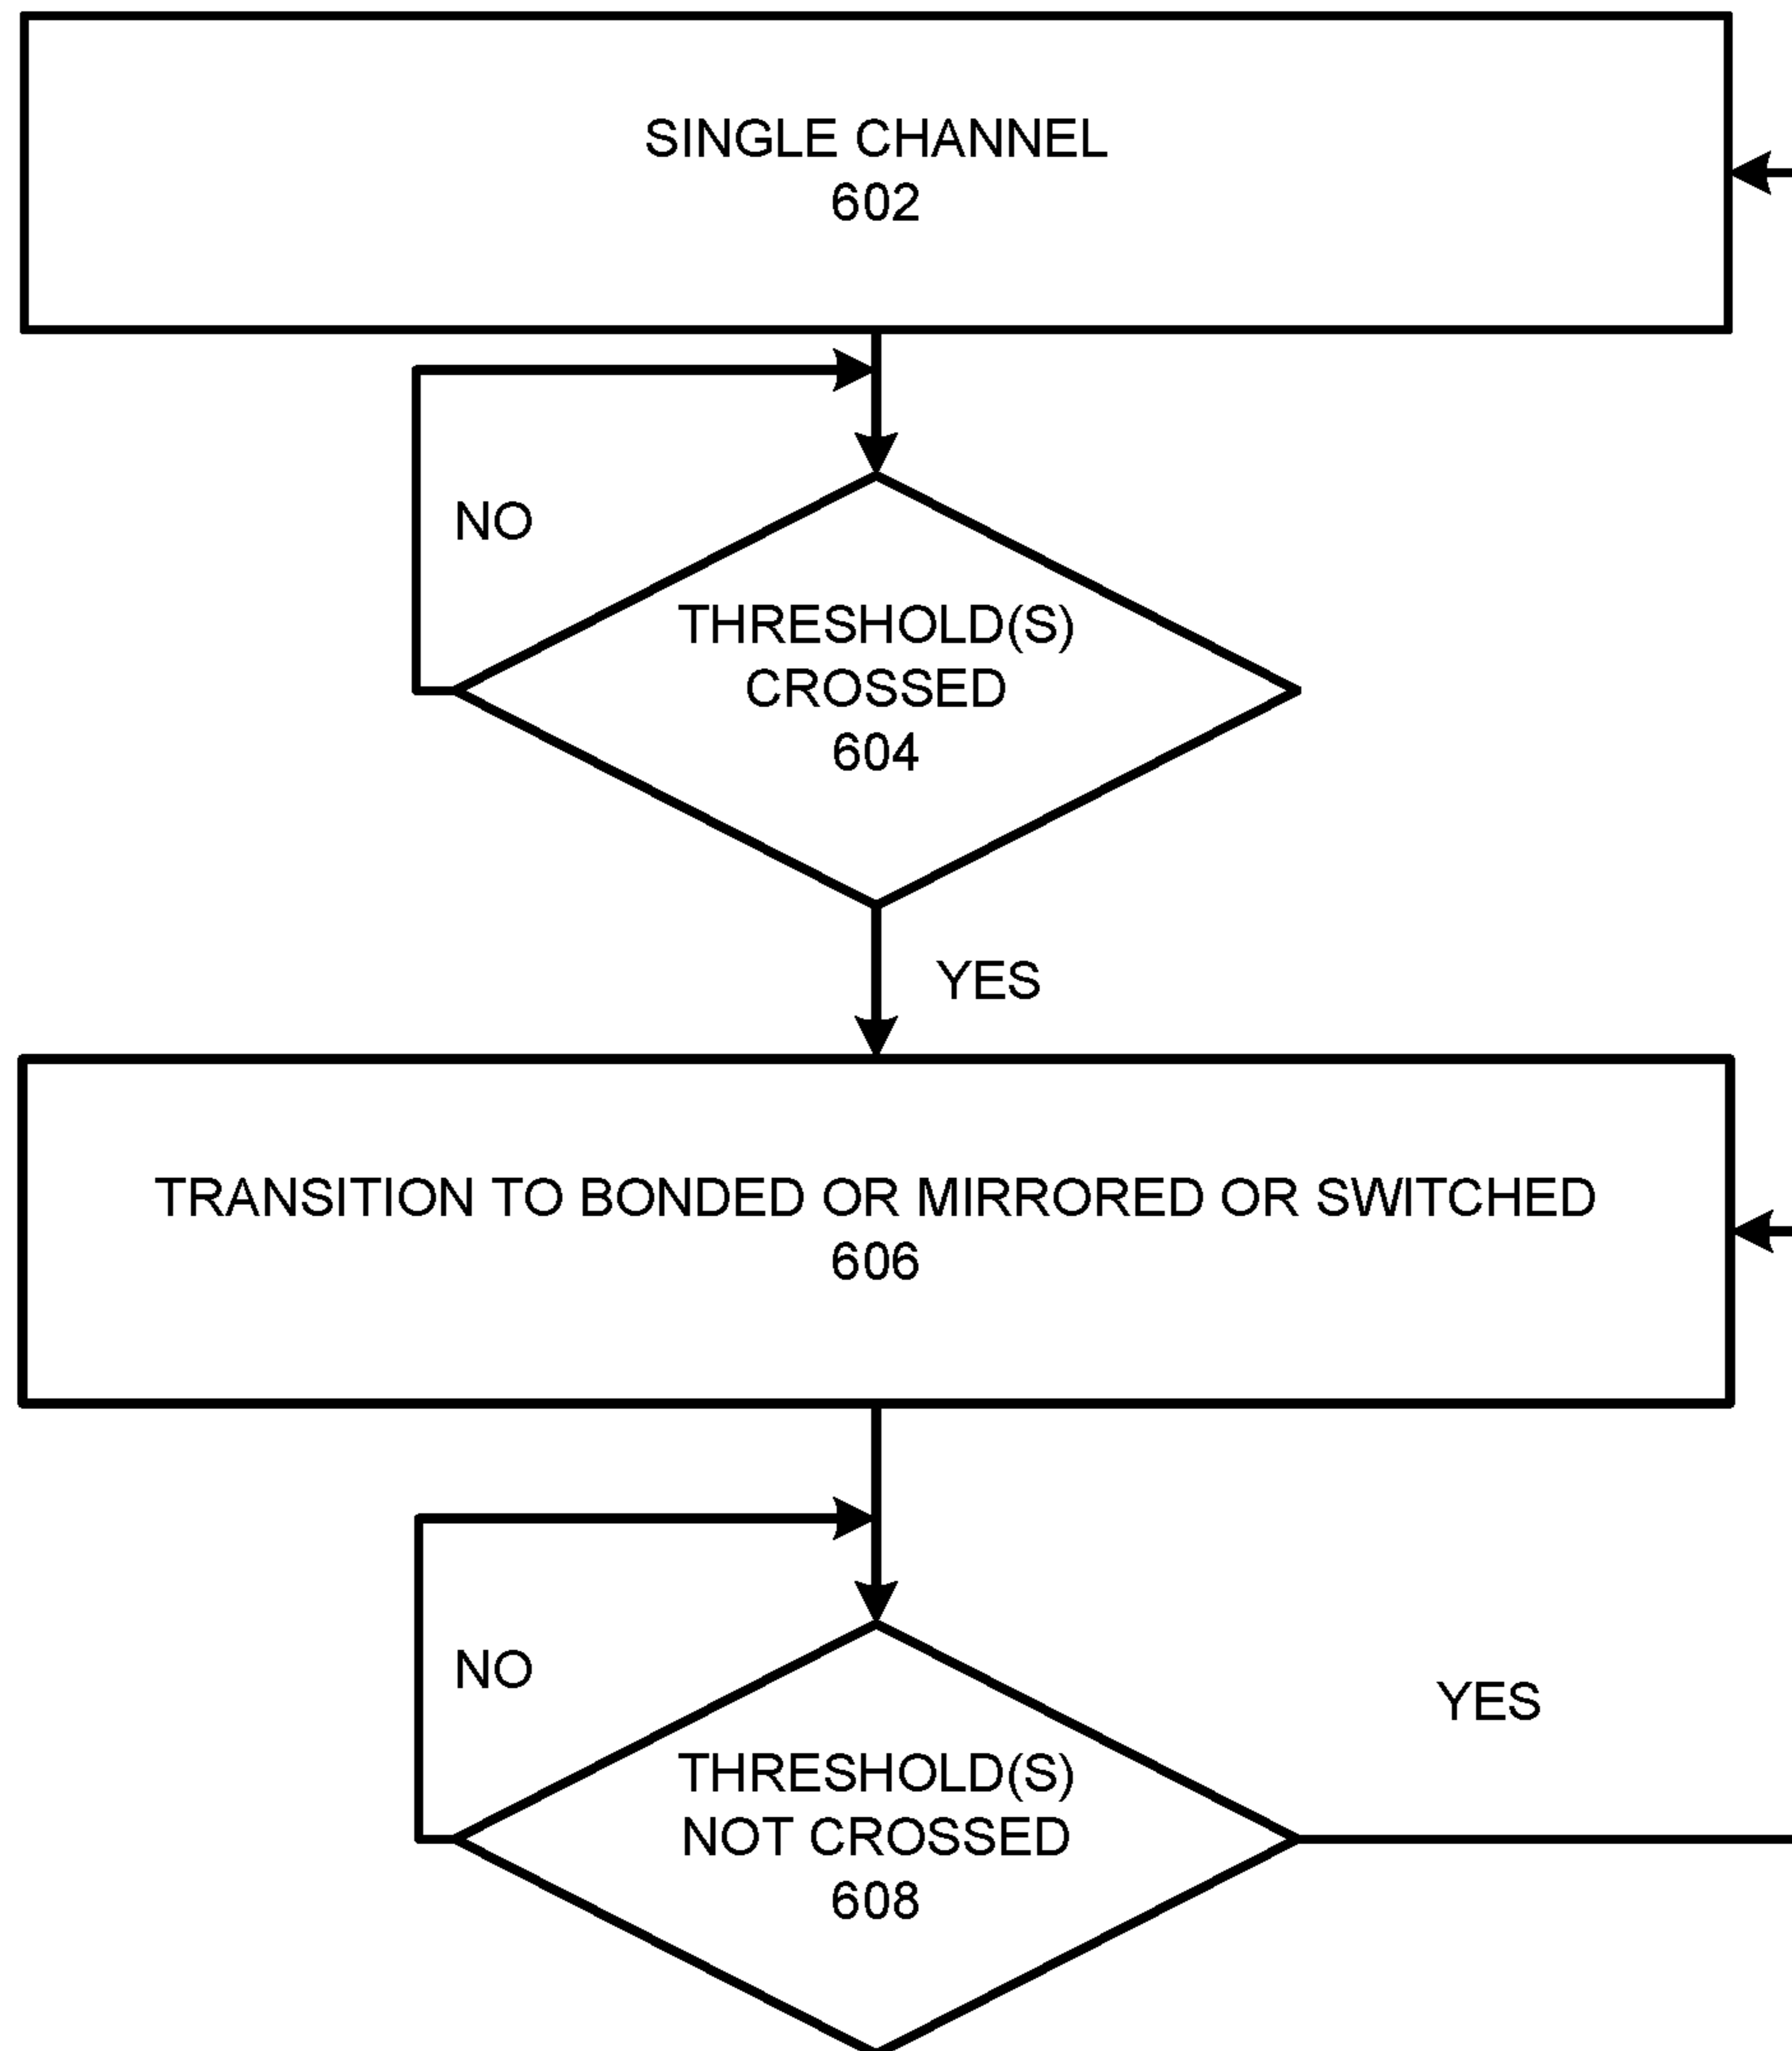 SINGLE CHANNEL
602
NO
THRESHOLD(S)
CROSSED
604
YES
TRANSITION TO BONDED OR MIRRORED OR SWITCHED
606
NO
YES
THRESHOLD(S)
NOT CROSSED
608